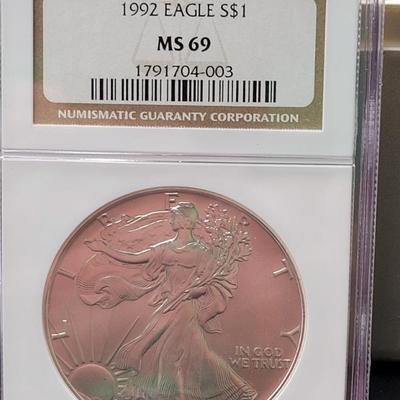 1992 EAGLE S$1
MS 69
1791704-003
NUMISMATIC GUARANTY CORPORATION
LIBERTY
IN GOD
WE TRUST